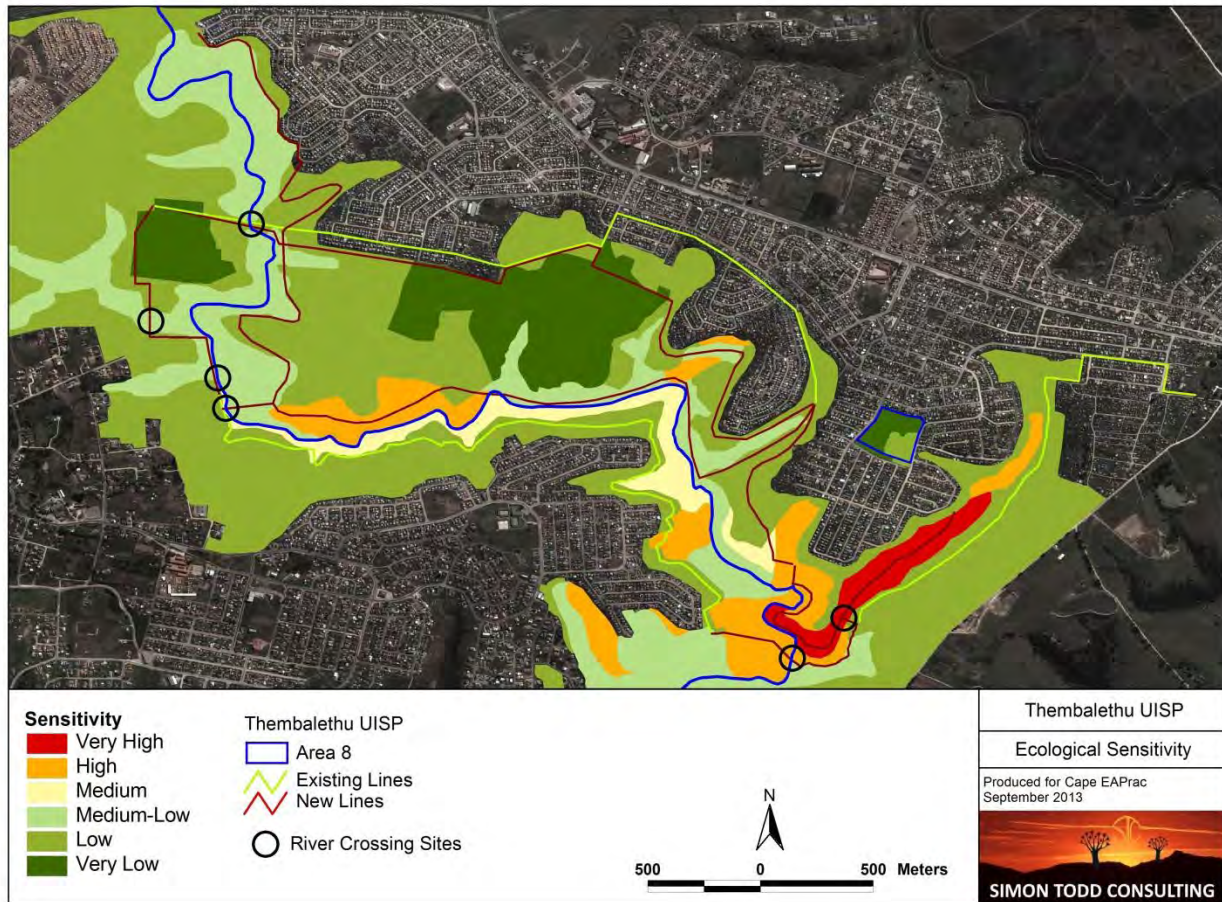 Sensitivity
Very High
High
Medium
Medium-Low
Low
Very Low
Thembalethu UISP
Area 8
Existing Lines
New Lines
River Crossing Sites
N
500 0 500 Meters
Thembalethu UISP
Ecological Sensitivity
Produced for Cape EAPrac
September 2013
SIMON TODD CONSULTING